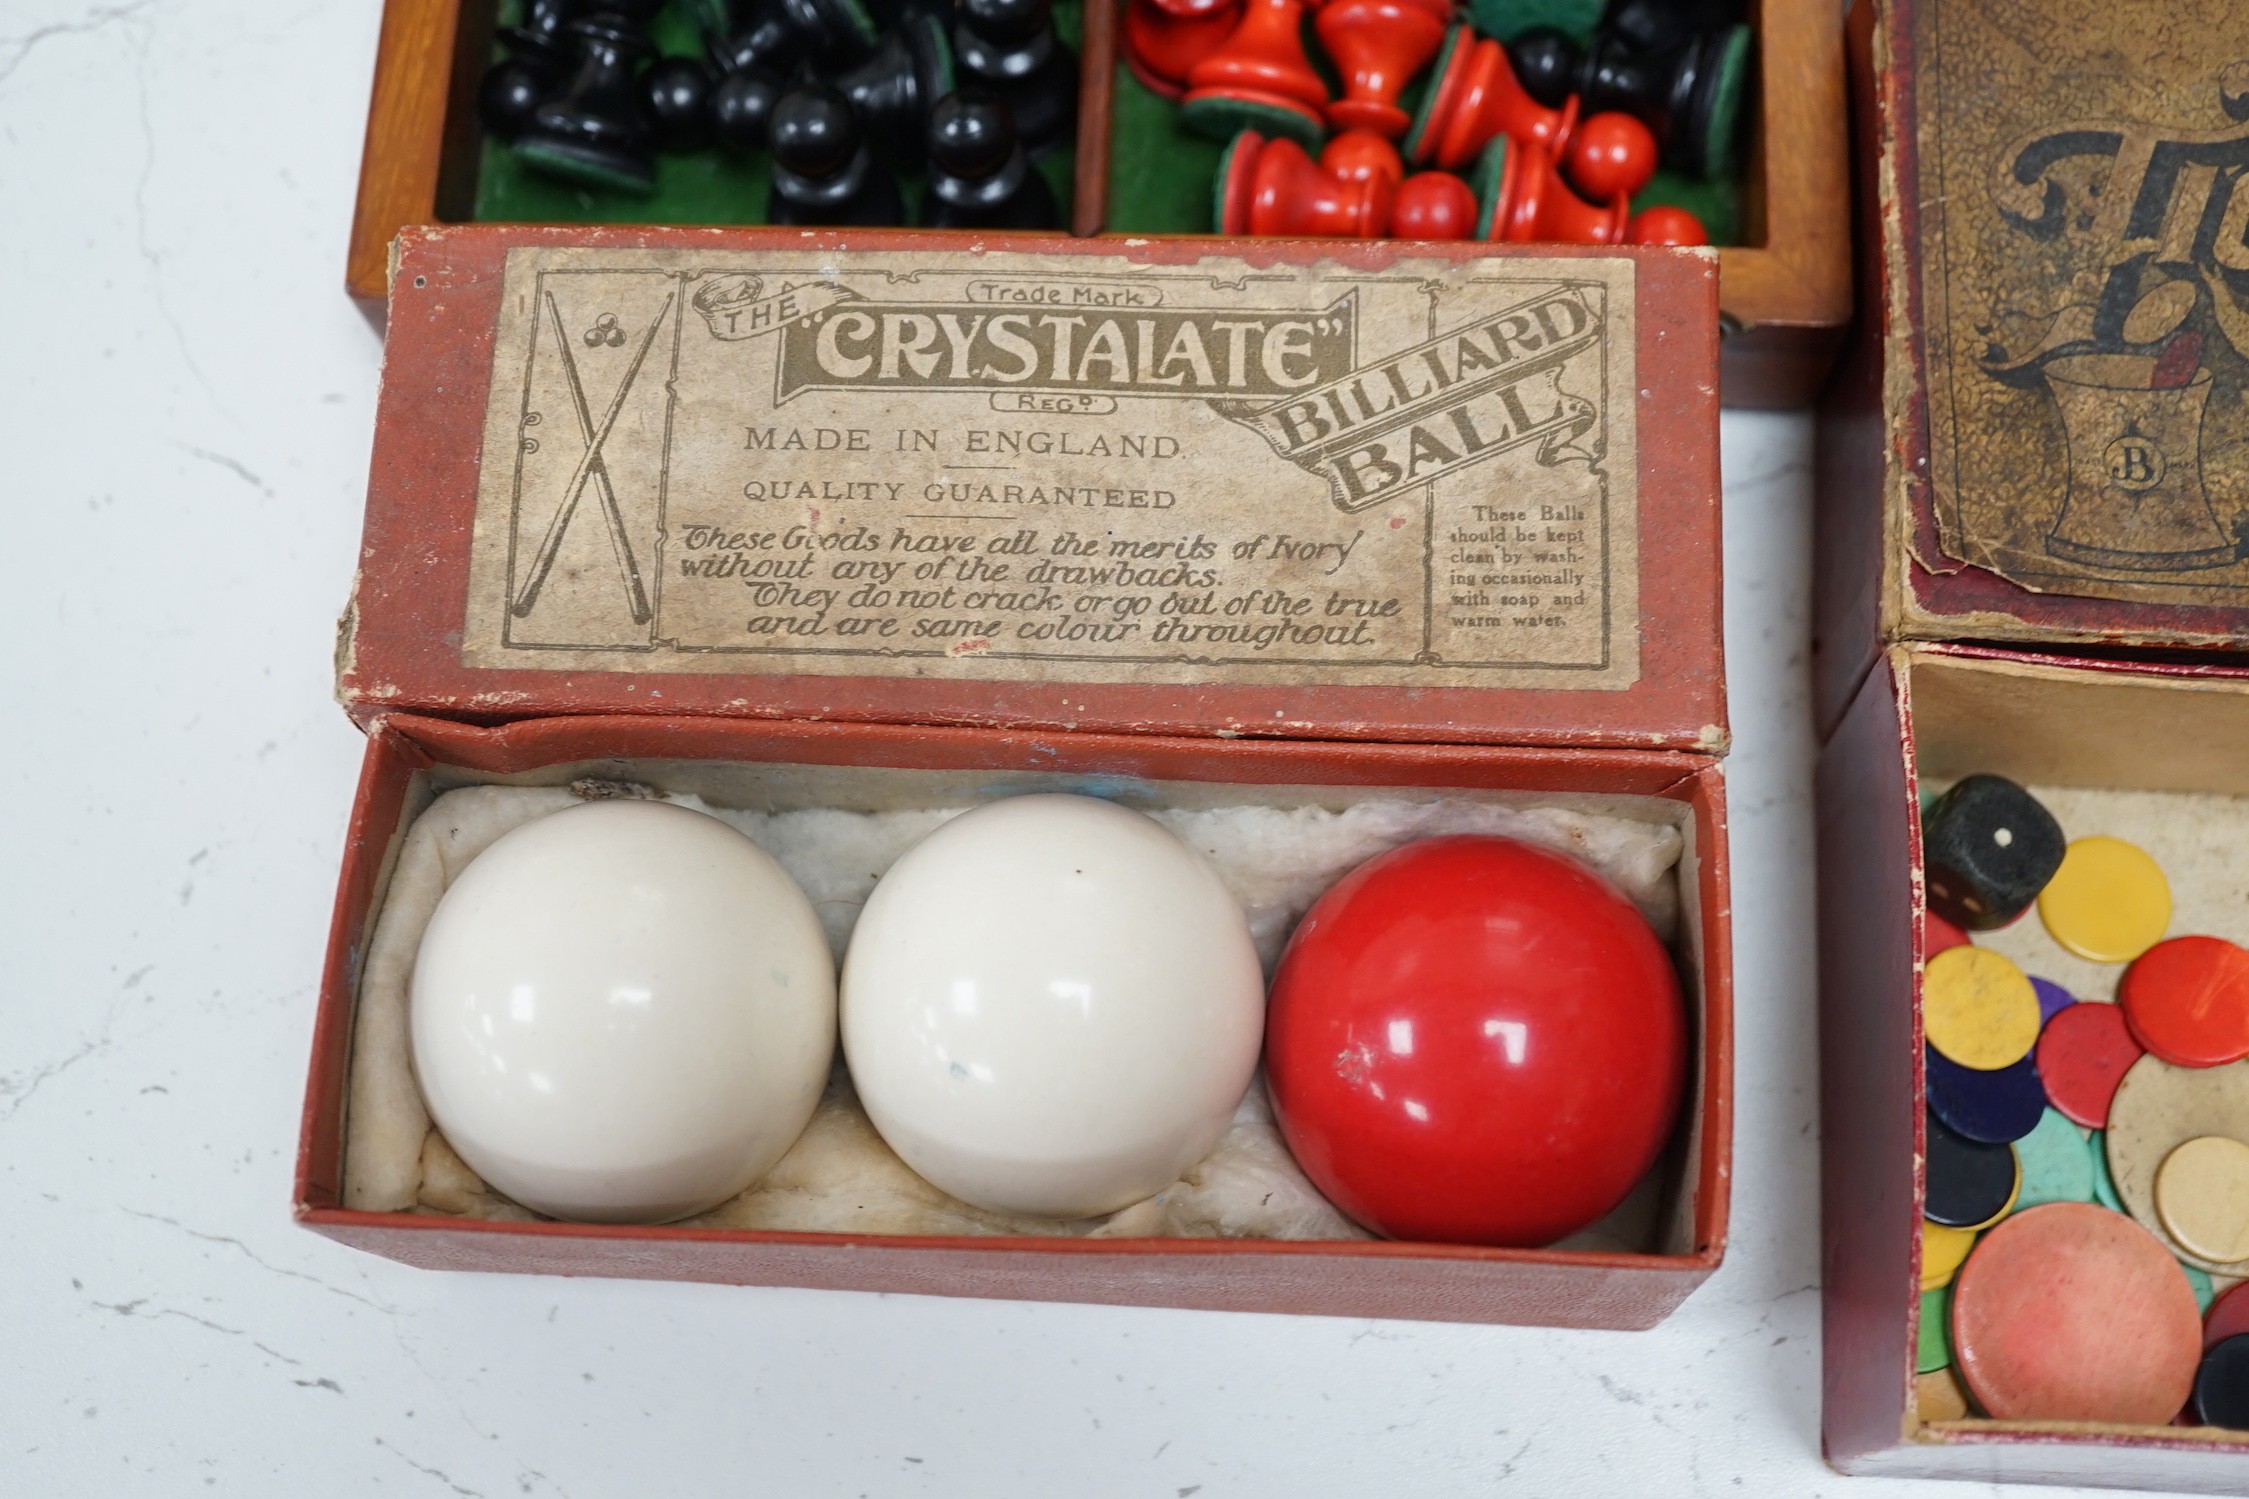 Trade Mark
THE "CRYSTALATE"
REGD.
BILLIARD
BALL.
MADE IN ENGLAND.
QUALITY GUARANTEED
These Goods have all the merits of Ivory
without any of the drawbacks.
They do not crack or go out of the true
and are same colour throughout.
These Balls
should be kept
clean by wash-
ing occasionally
with soap and
warm water.
JB